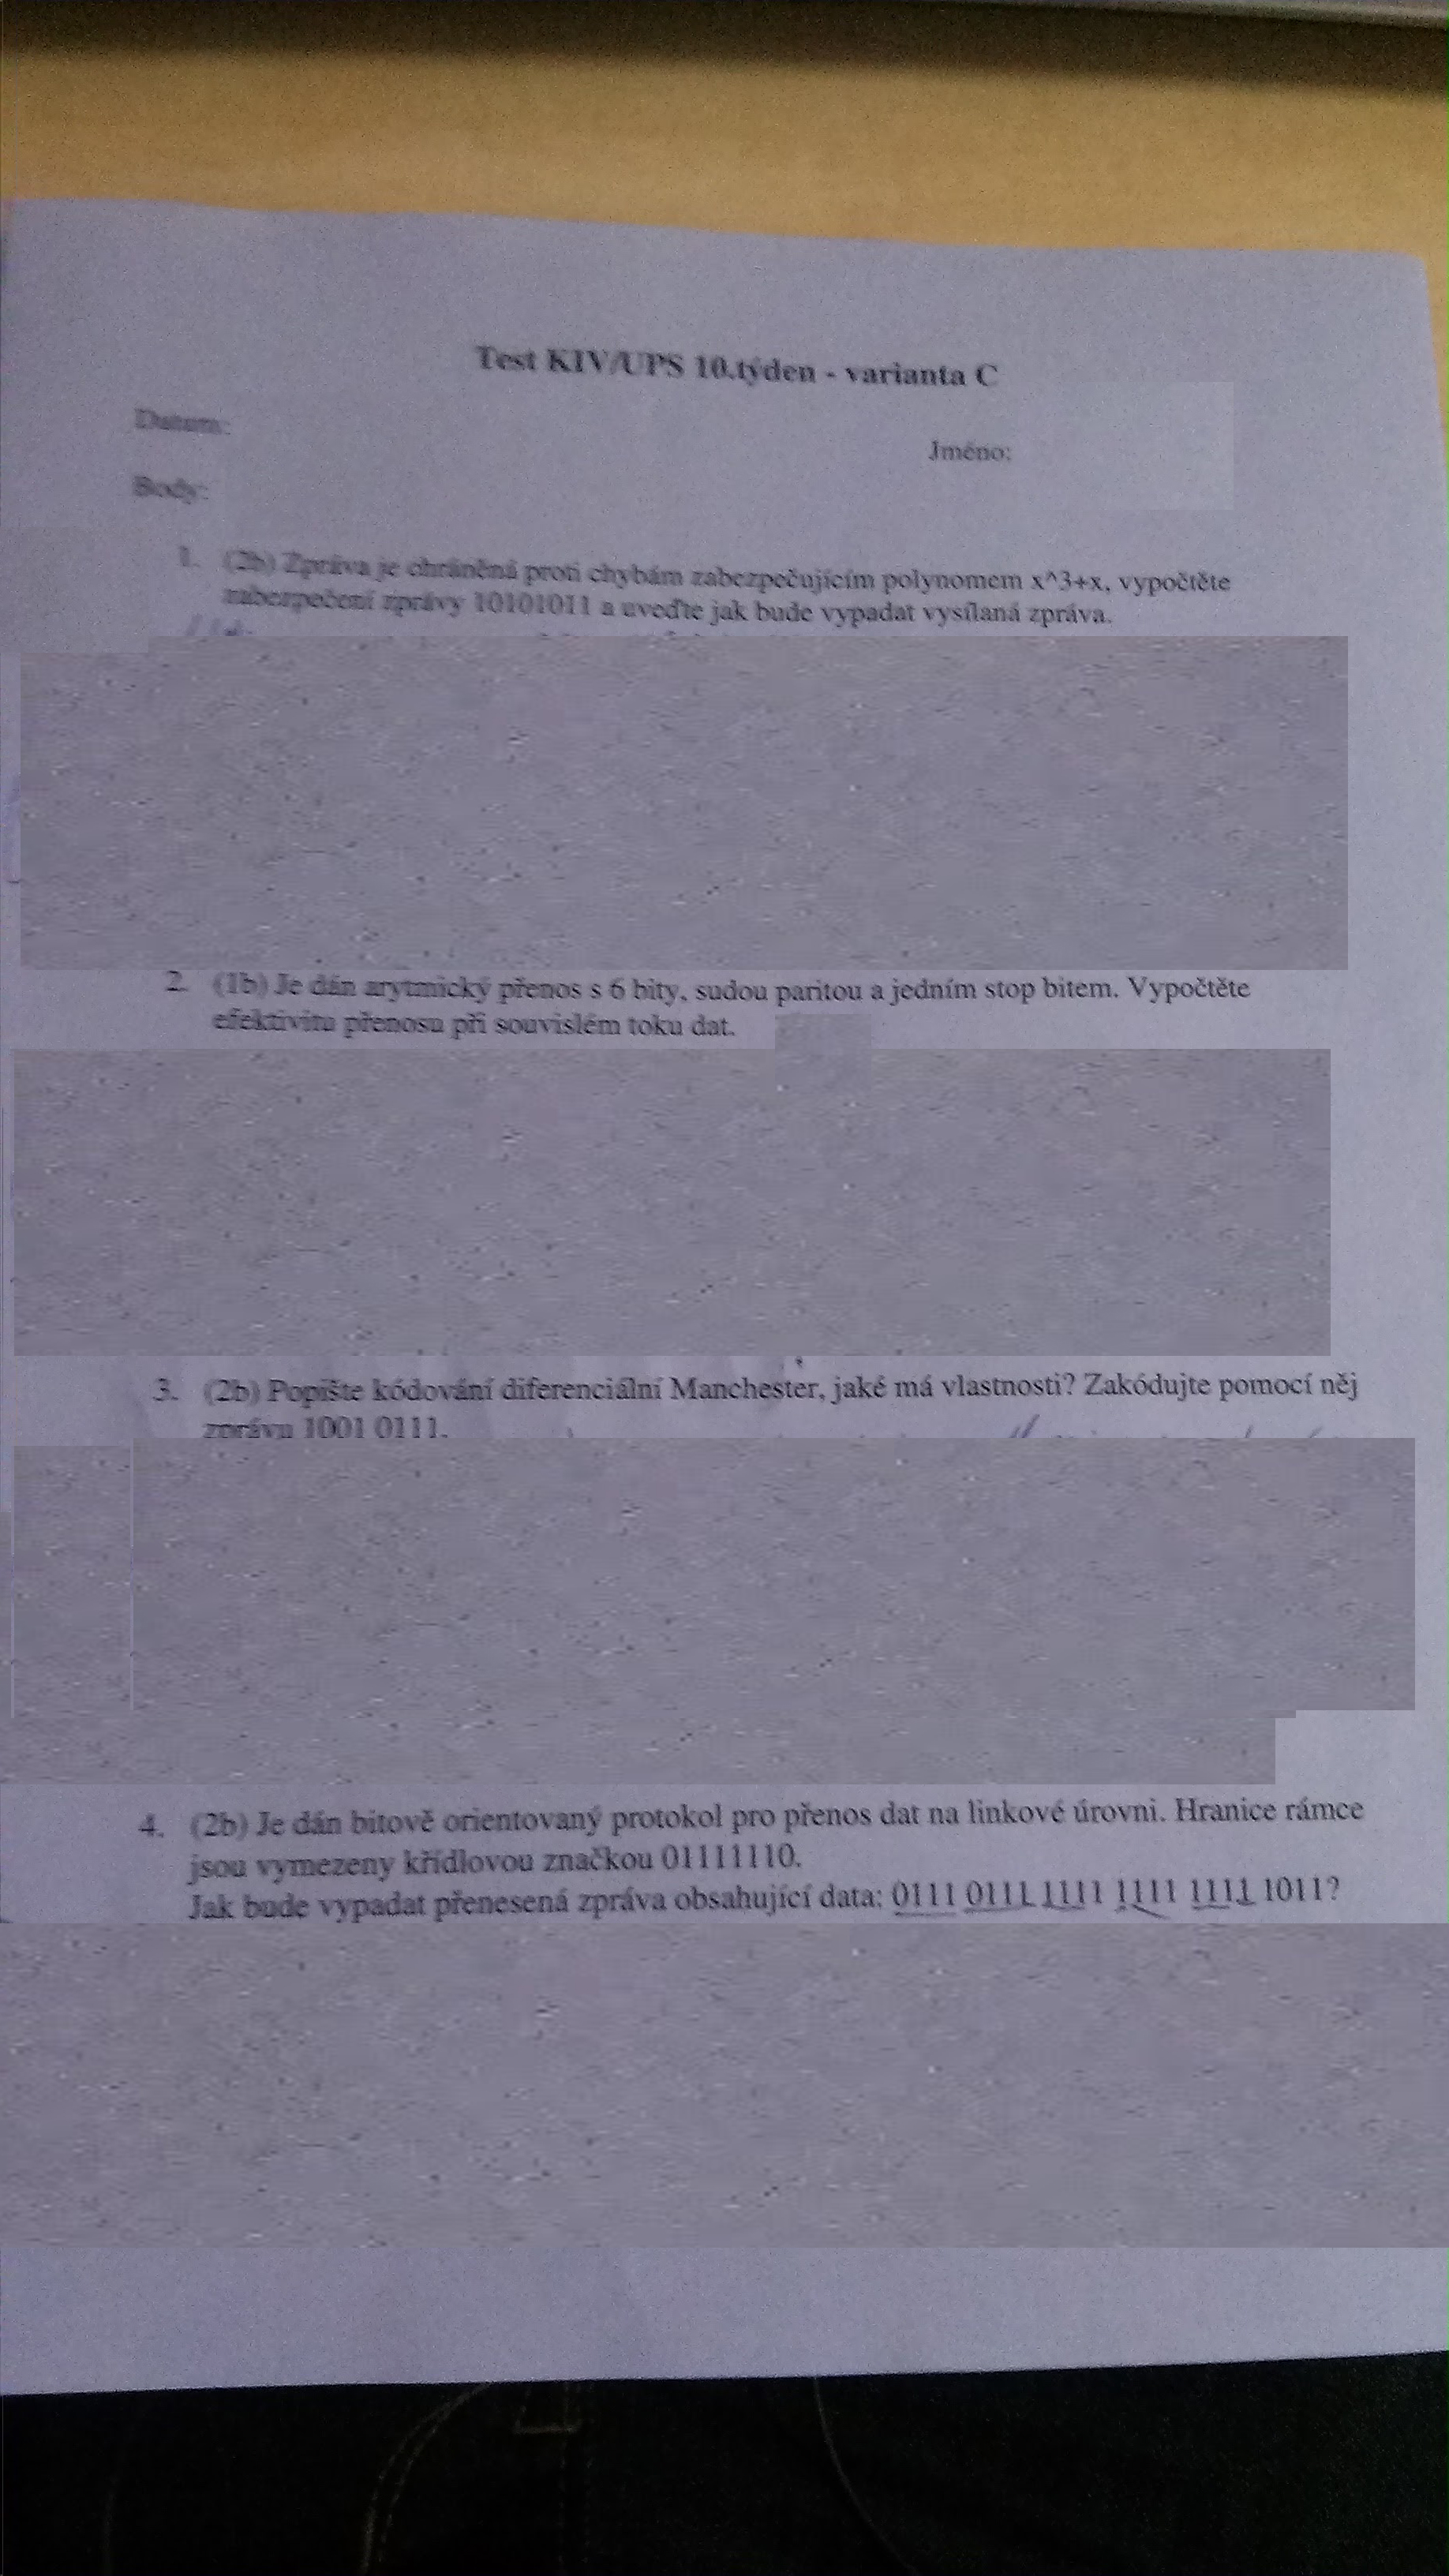 Test KIV/UPS 10.týden - varianta C
Datum:
Jméno:
Body:
1. (2b) Zpráva je chráněná proti chybám zabezpečujícím polynomem x^3+x, vypočtěte
zabezpečení zprávy 10101011 a uveďte jak bude vypadat vysílaná zpráva.
2. (1b) Je dán arytmický přenos s 6 bity, sudou paritou a jedním stop bitem. Vypočtěte
efektivitu přenosu při souvislém toku dat.
3. (2b) Popište kódování diferenciální Manchester, jaké má vlastnosti? Zakódujte pomocí něj
zprávu 1001 0111.
4. (2b) Je dán bitově orientovaný protokol pro přenos dat na linkové úrovni. Hranice rámce
jsou vymezeny křídlovou značkou 01111110.
Jak bude vypadat přenesená zpráva obsahující data: 0111 0111 1111 1111 1111 1011?